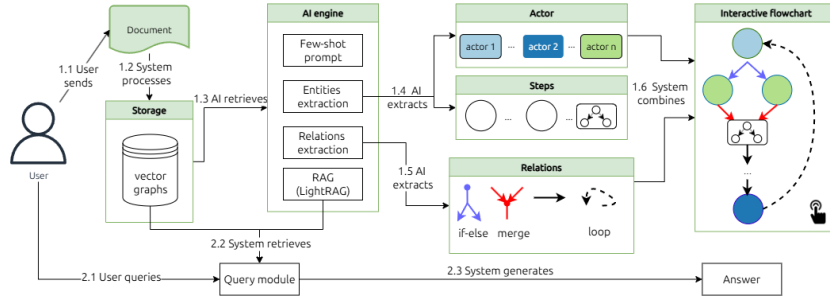 Document
1.1 User
sends
1.2 System
processes
User
Storage
vector
graphs
1.3 AI retrieves
AI engine
Few-shot
prompt
Entities
extraction
Relations
extraction
RAG
(LightRAG)
1.4 AI
extracts
1.5 AI
extracts
Actor
actor 1
...
actor 2
...
actor n
Steps
...
...
Relations
if-else
merge
loop
1.6 System
combines
Interactive flowchart
...
2.1 User queries
2.2 System retrieves
Query module
2.3 System generates
Answer